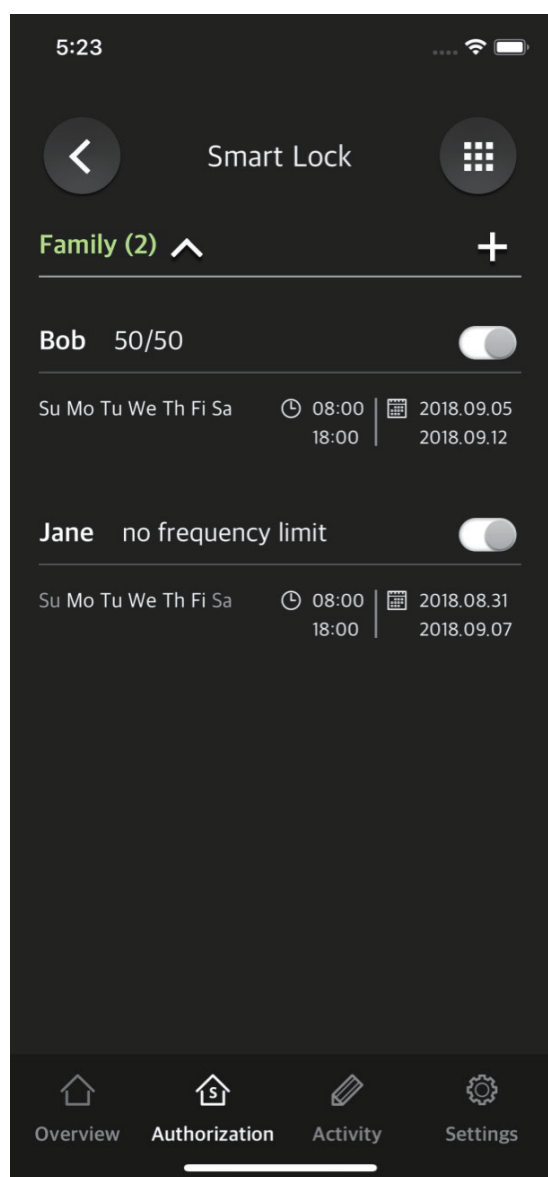 5:23
Smart Lock
Family (2)
Bob 50/50
Su Mo Tu We Th Fi Sa 08:00 2018.09.05
18:00 2018.09.12
Jane no frequency limit
Su Mo Tu We Th Fi Sa 08:00 2018.08.31
18:00 2018.09.07
S
Overview Authorization Activity Settings